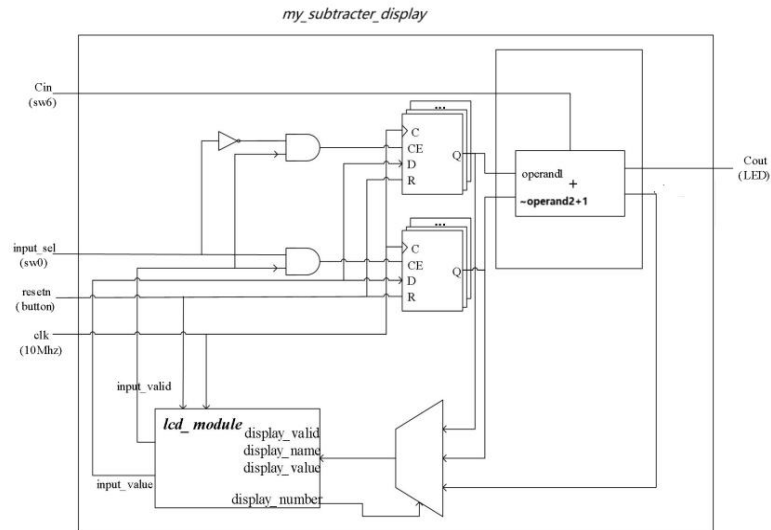 my_subtracter_display
Cin
(sw6)
...
C
CE
Q
D
R
operand1
+
~operand2+1
Cout
(LED)
input_sel
(sw0)
...
C
CE
Q
D
R
resetn
(button)
clk
(10Mhz)
input_valid
lcd_module
display_valid
display_name
display_value
input_value
display_number